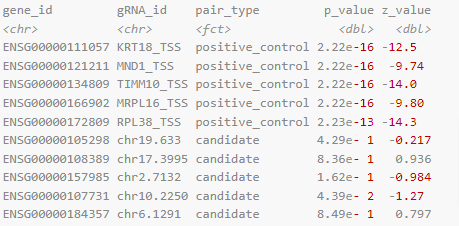 gene_id gRNA_id pair_type p_value z_value
<chr> <chr> <fct> <dbl> <dbl>
ENSG00000111057 KRT18_TSS positive_control 2.22e-16 -12.5
ENSG00000121211 MND1_TSS positive_control 2.22e-16 -9.74
ENSG00000134809 TIMM10_TSS positive_control 2.22e-16 -14.0
ENSG00000166902 MRPL16_TSS positive_control 2.22e-16 -9.80
ENSG00000172809 RPL38_TSS positive_control 2.23e-13 -14.3
ENSG00000105298 chr19.633 candidate 4.29e- 1 -0.217
ENSG00000108389 chr17.3995 candidate 8.36e- 1 0.936
ENSG00000157985 chr2.7132 candidate 1.62e- 1 -0.984
ENSG00000107731 chr10.2250 candidate 4.39e- 2 -1.27
ENSG00000184357 chr6.1291 candidate 8.49e- 1 0.797